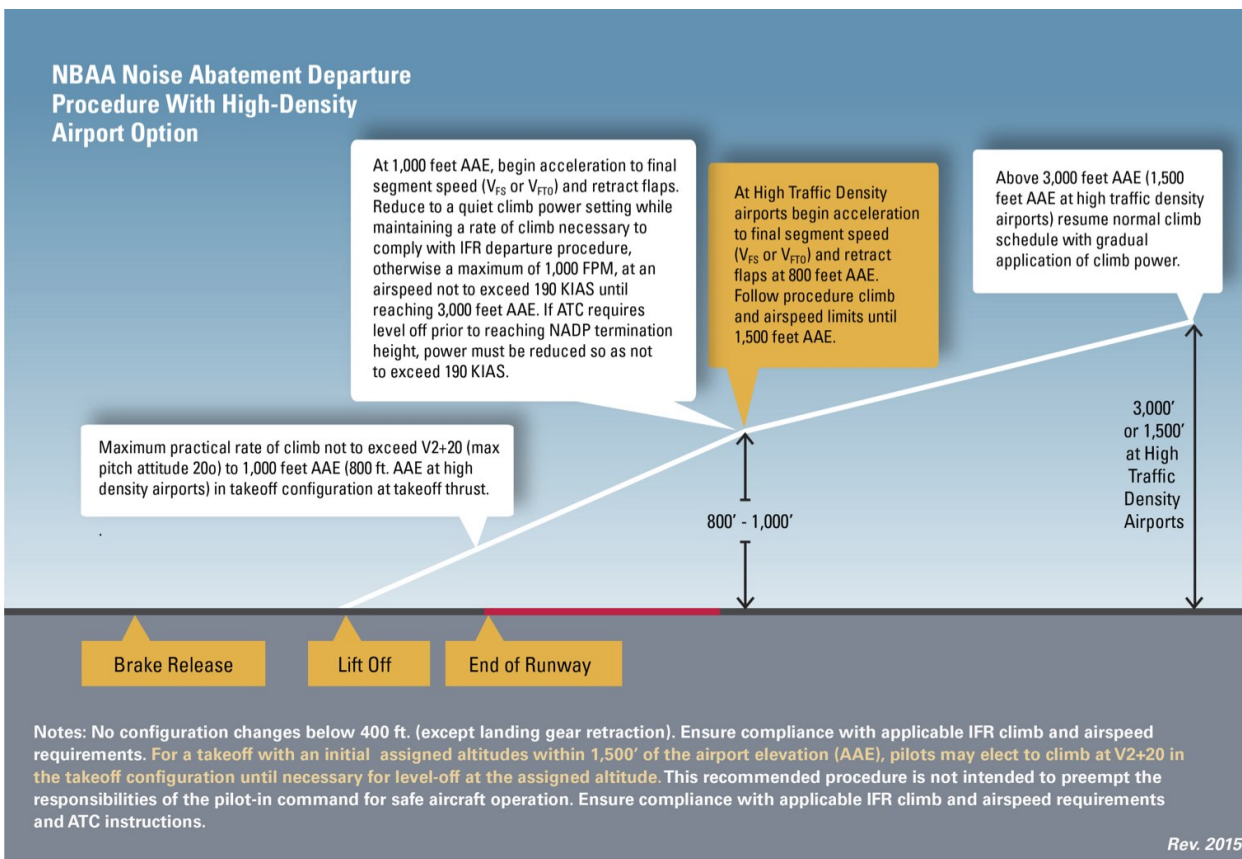 NBAA Noise Abatement Departure
Procedure With High-Density
Airport Option
At 1,000 feet AAE, begin acceleration to final
segment speed (VFS or VFTO) and retract flaps.
Reduce to a quiet climb power setting while
maintaining a rate of climb necessary to
comply with IFR departure procedure,
otherwise a maximum of 1,000 FPM, at an
airspeed not to exceed 190 KIAS until
reaching 3,000 feet AAE. If ATC requires
level off prior to reaching NADP termination
height, power must be reduced so as not
to exceed 190 KIAS.
At High Traffic Density
airports begin acceleration
to final segment speed
(VFS or VFTO) and retract
flaps at 800 feet AAE.
Follow procedure climb
and airspeed limits until
1,500 feet AAE.
Above 3,000 feet AAE (1,500
feet AAE at high traffic density
airports) resume normal climb
schedule with gradual
application of climb power.
Maximum practical rate of climb not to exceed V2+20 (max
pitch attitude 20o) to 1,000 feet AAE (800 ft. AAE at high
density airports) in takeoff configuration at takeoff thrust.
.
800’ - 1,000’
3,000’
or 1,500’
at High
Traffic
Density
Airports
Brake Release
Lift Off
End of Runway
Notes: No configuration changes below 400 ft. (except landing gear retraction). Ensure compliance with applicable IFR climb and airspeed
requirements. For a takeoff with an initial assigned altitudes within 1,500’ of the airport elevation (AAE), pilots may elect to climb at V2+20 in
the takeoff configuration until necessary for level-off at the assigned altitude. This recommended procedure is not intended to preempt the
responsibilities of the pilot-in command for safe aircraft operation. Ensure compliance with applicable IFR climb and airspeed requirements
and ATC instructions.
Rev. 2015